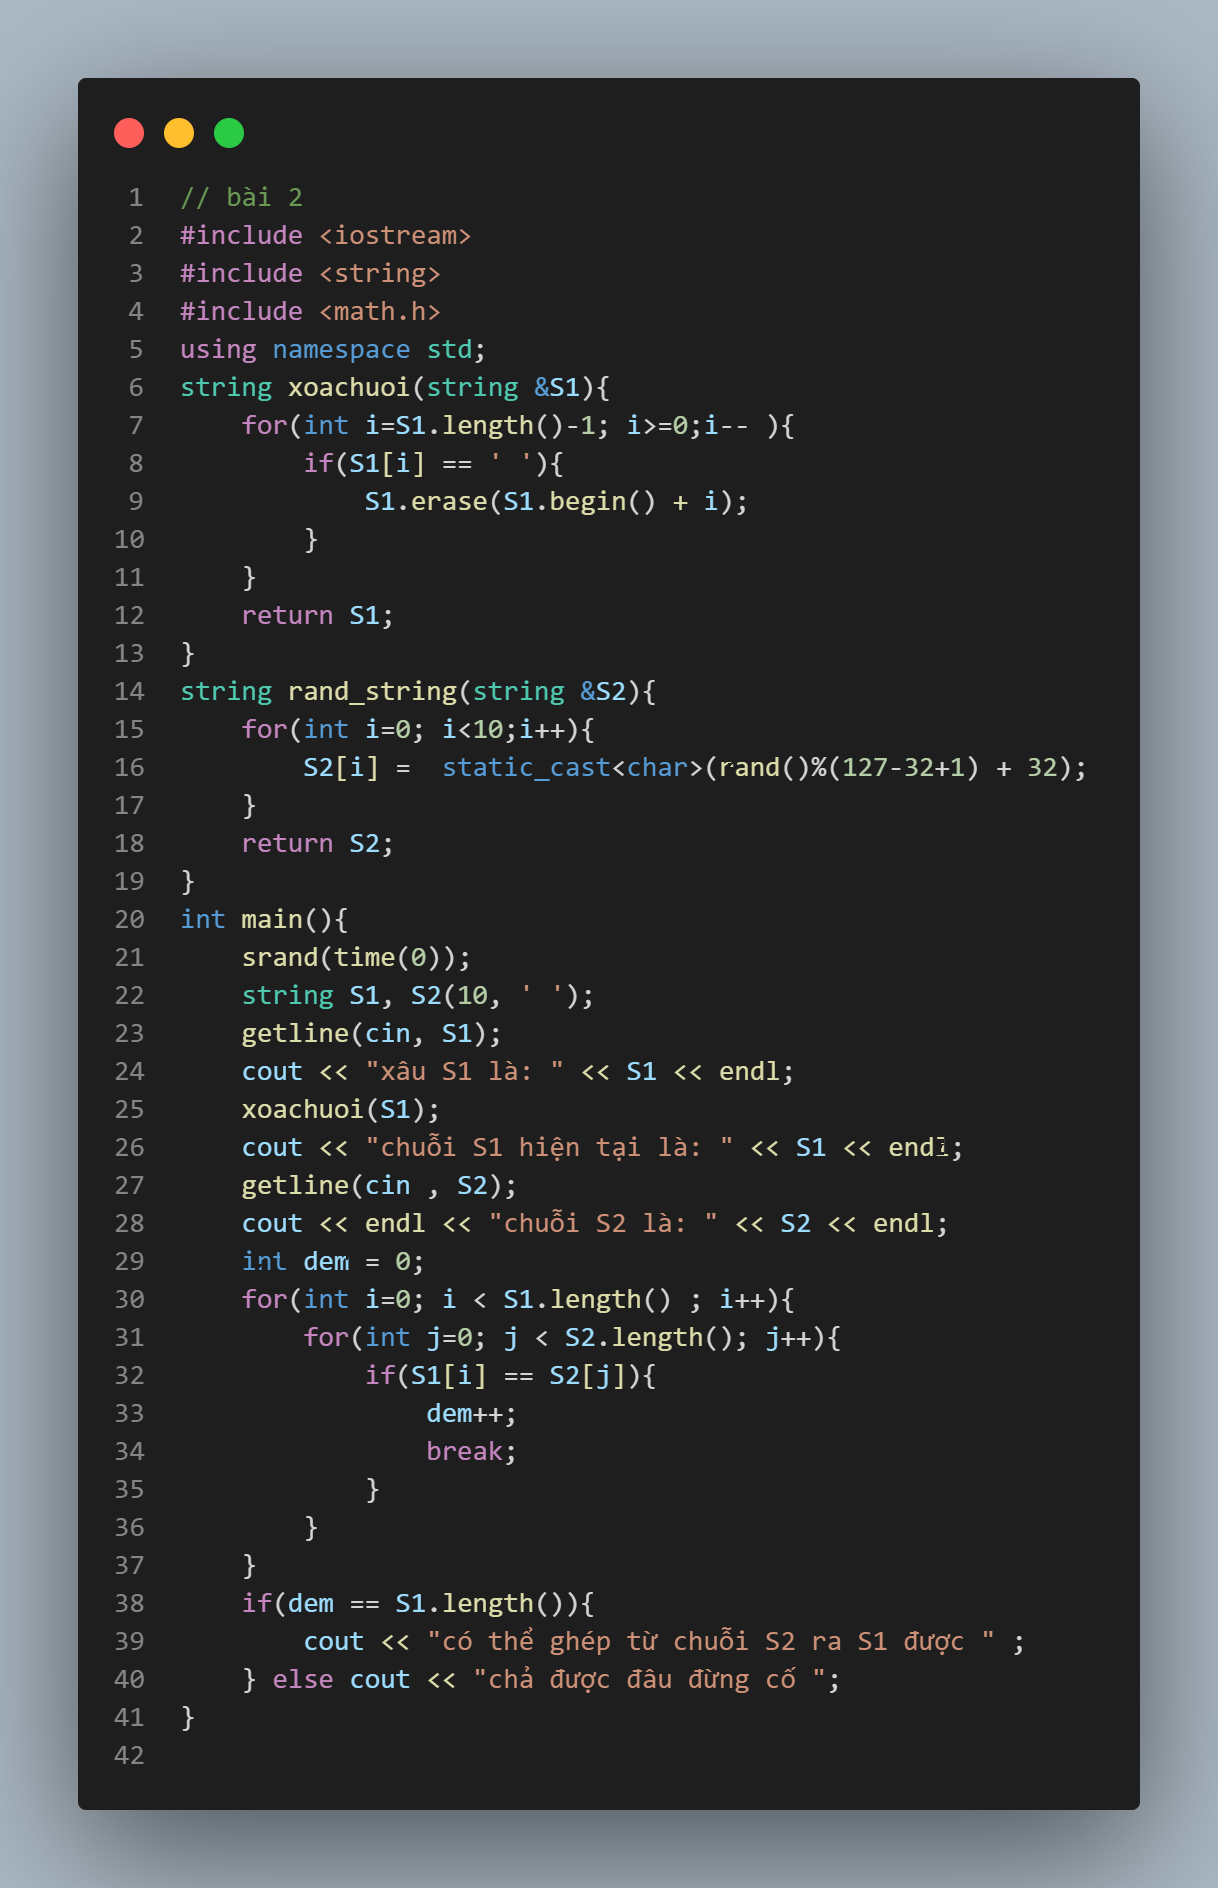 1 // bài 2
2 #include <iostream>
3 #include <string>
4 #include <math.h>
5 using namespace std;
6 string xoachuoi(string &S1){
7     for(int i=S1.length()-1; i>=0;i-- ){
8         if(S1[i] == ' '){
9             S1.erase(S1.begin() + i);
10         }
11     }
12     return S1;
13 }
14 string rand_string(string &S2){
15     for(int i=0; i<10;i++){
16         S2[i] =  static_cast<char>(rand()%(127-32+1) + 32);
17     }
18     return S2;
19 }
20 int main(){
21     srand(time(0));
22     string S1, S2(10, ' ');
23     getline(cin, S1);
24     cout << "xâu S1 là: " << S1 << endl;
25     xoachuoi(S1);
26     cout << "chuỗi S1 hiện tại là: " << S1 << endl;
27     getline(cin , S2);
28     cout << endl << "chuỗi S2 là: " << S2 << endl;
29     int dem = 0;
30     for(int i=0; i < S1.length() ; i++){
31         for(int j=0; j < S2.length(); j++){
32             if(S1[i] == S2[j]){
33                 dem++;
34                 break;
35             }
36         }
37     }
38     if(dem == S1.length()){
39         cout << "có thể ghép từ chuỗi S2 ra S1 được " ;
40     } else cout << "chả được đâu đừng cố ";
41 }
42